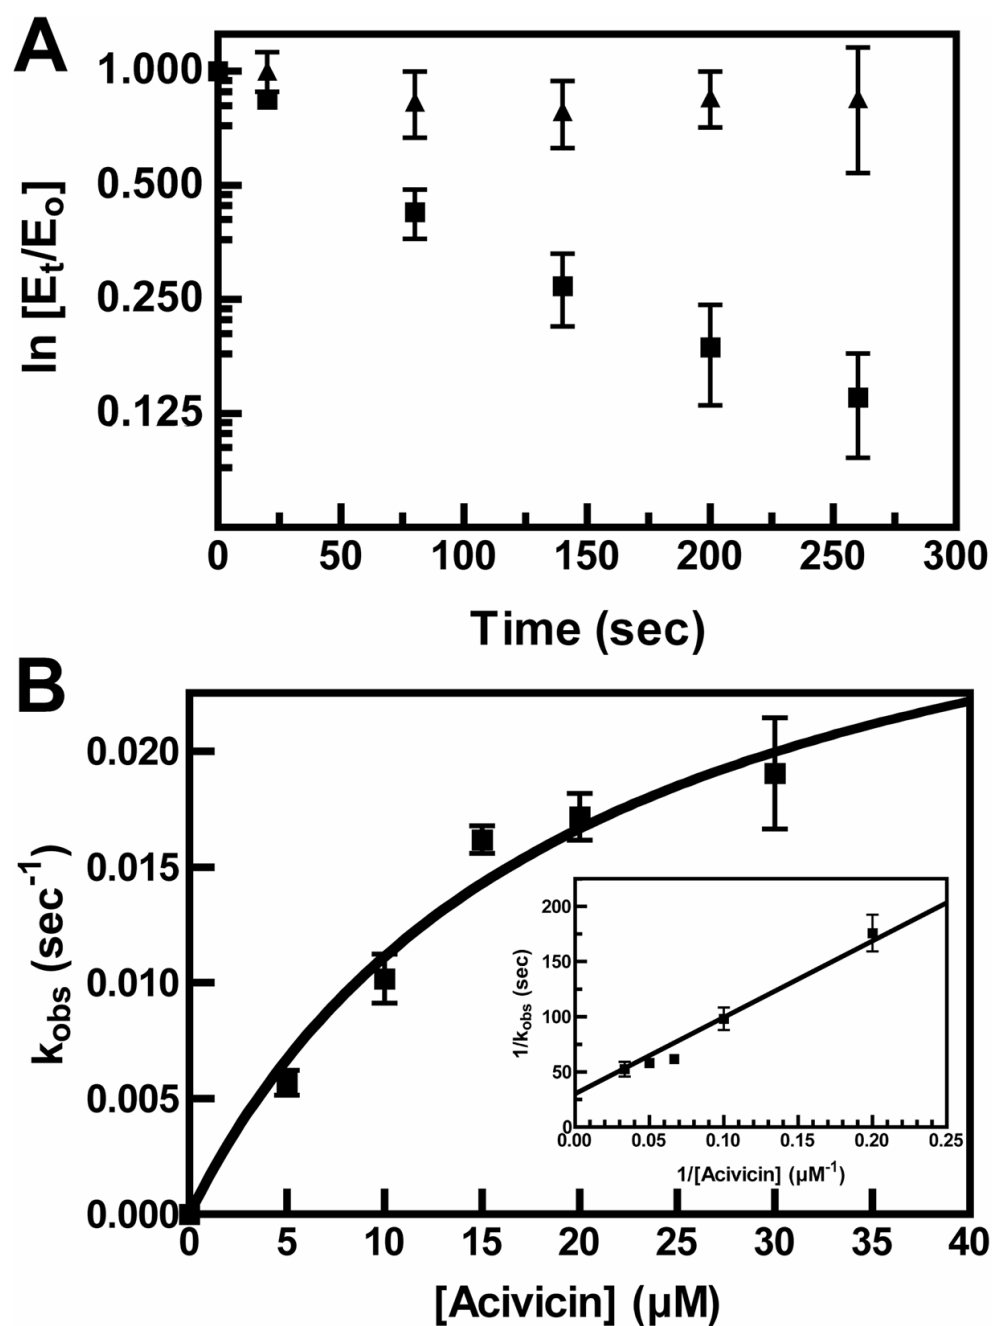 A
1.000
0.500
0.250
0.125
ln [Et/Eo]
0 50 100 150 200 250 300
Time (sec)
B
0.020
0.015
0.010
0.005
0.000
kobs (sec-1)
0 5 10 15 20 25 30 35 40
[Acivicin] (µM)
200
150
100
50
0
1/kobs (sec)
0.00 0.05 0.10 0.15 0.20 0.25
1/[Acivicin] (µM-1)